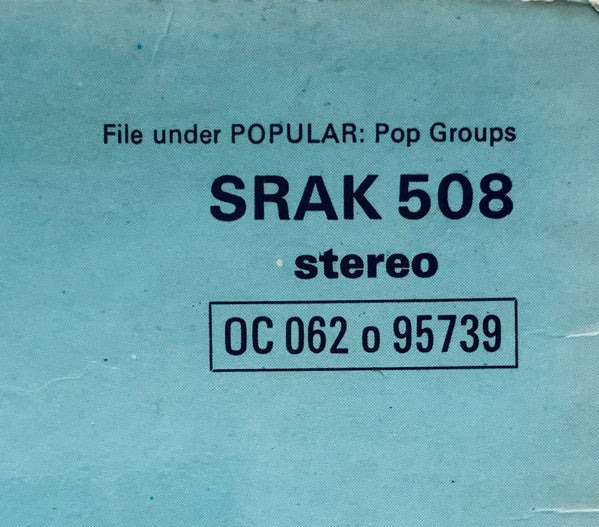 File under POPULAR: Pop Groups
SRAK 508
stereo
OC 062 o 95739